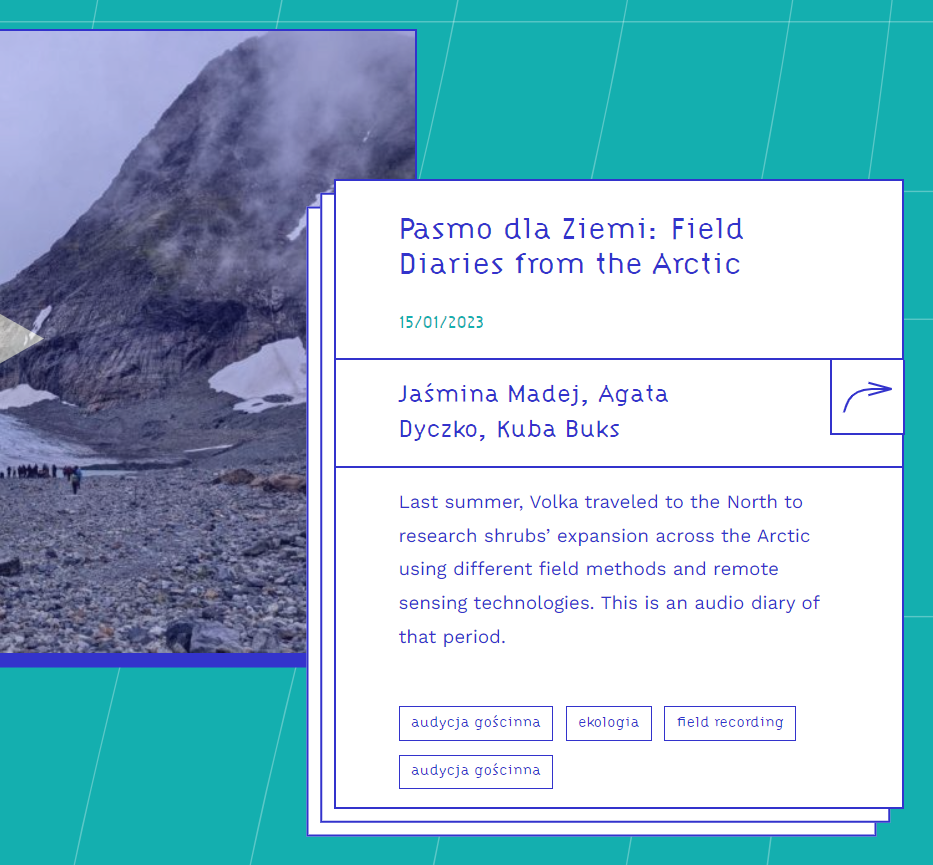 Pasmo dla Ziemi: Field
Diaries from the Arctic
15/01/2023
Jaśmina Madej, Agata
Dyczko, Kuba Buks
Last summer, Volka traveled to the North to
research shrubs’ expansion across the Arctic
using different field methods and remote
sensing technologies. This is an audio diary of
that period.
audycja gościnna
ekologia
field recording
audycja gościnna